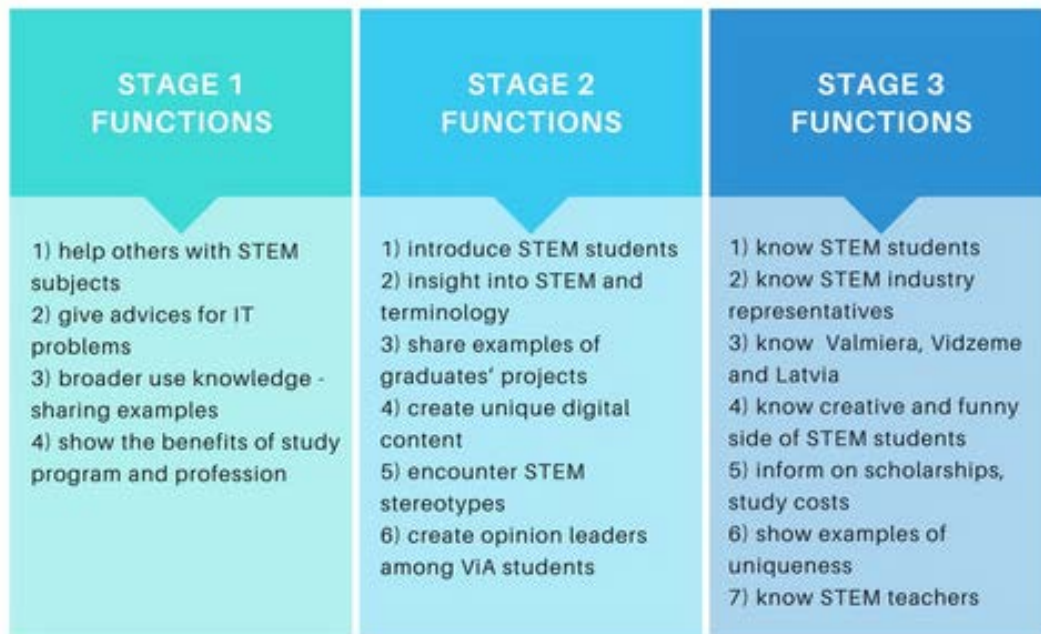 STAGE 1
FUNCTIONS
1) help others with STEM
subjects
2) give advices for IT
problems
3) broader use knowledge -
sharing examples
4) show the benefits of study
program and profession
STAGE 2
FUNCTIONS
1) introduce STEM students
2) insight into STEM and
terminology
3) share examples of
graduates' projects
4) create unique digital
content
5) encounter STEM
stereotypes
6) create opinion leaders
among ViA students
STAGE 3
FUNCTIONS
1) know STEM students
2) know STEM industry
representatives
3) know Valmiera, Vidzeme
and Latvia
4) know creative and funny
side of STEM students
5) inform on scholarships,
study costs
6) show examples of
uniqueness
7) know STEM teachers